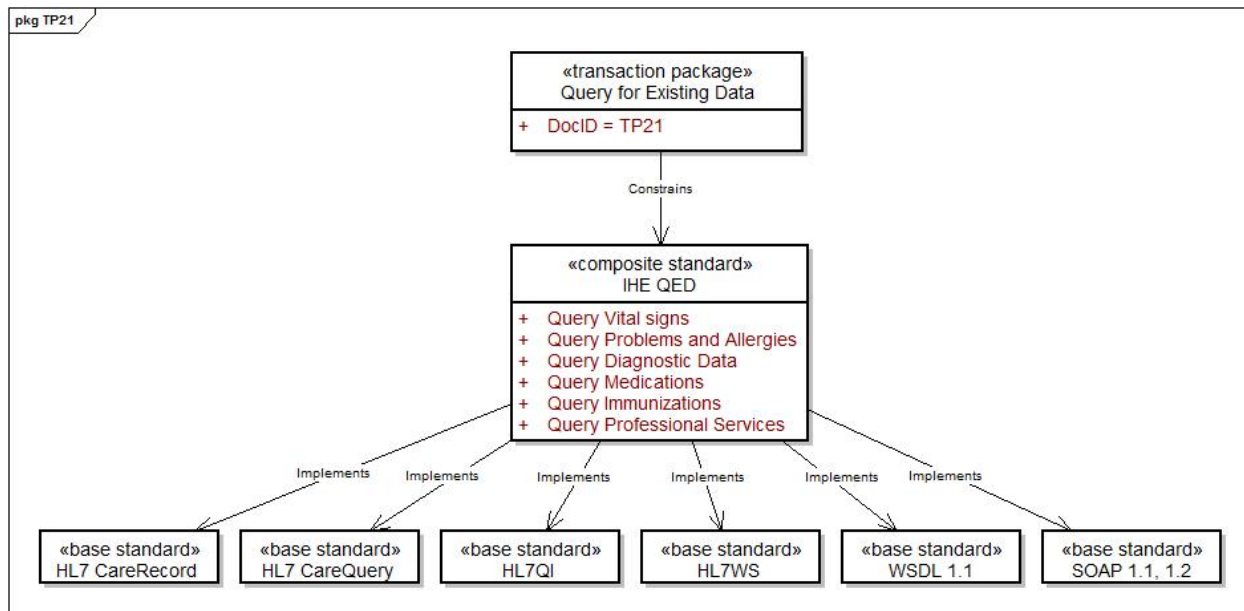 pkg TP21
«transaction package»
Query for Existing Data
+ DocID = TP21
Constrains
«composite standard»
IHE QED
+ Query Vital signs
+ Query Problems and Allergies
+ Query Diagnostic Data
+ Query Medications
+ Query Immunizations
+ Query Professional Services
Implements
Implements
Implements
Implements
Implements
Implements
«base standard»
HL7 CareRecord
«base standard»
HL7 CareQuery
«base standard»
HL7QI
«base standard»
HL7WS
«base standard»
WSDL 1.1
«base standard»
SOAP 1.1, 1.2